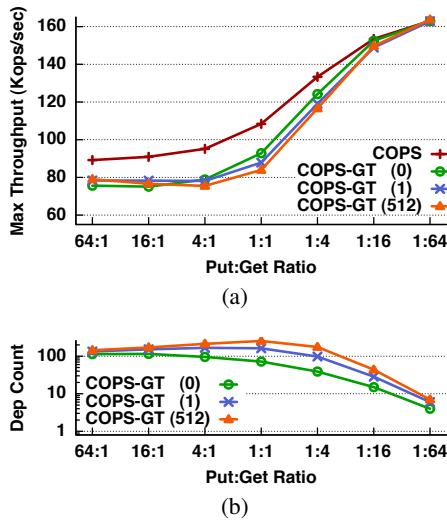 Max Throughput (Kops/sec)
180
160
140
120
100
80
60
COPS
COPS-GT (0)
COPS-GT (1)
COPS-GT (512)
64:1 16:1 4:1 1:1 1:4 1:16 1:64
Put:Get Ratio
(a)
Dep Count
100
10
1
COPS-GT (0)
COPS-GT (1)
COPS-GT (512)
64:1 16:1 4:1 1:1 1:4 1:16 1:64
Put:Get Ratio
(b)